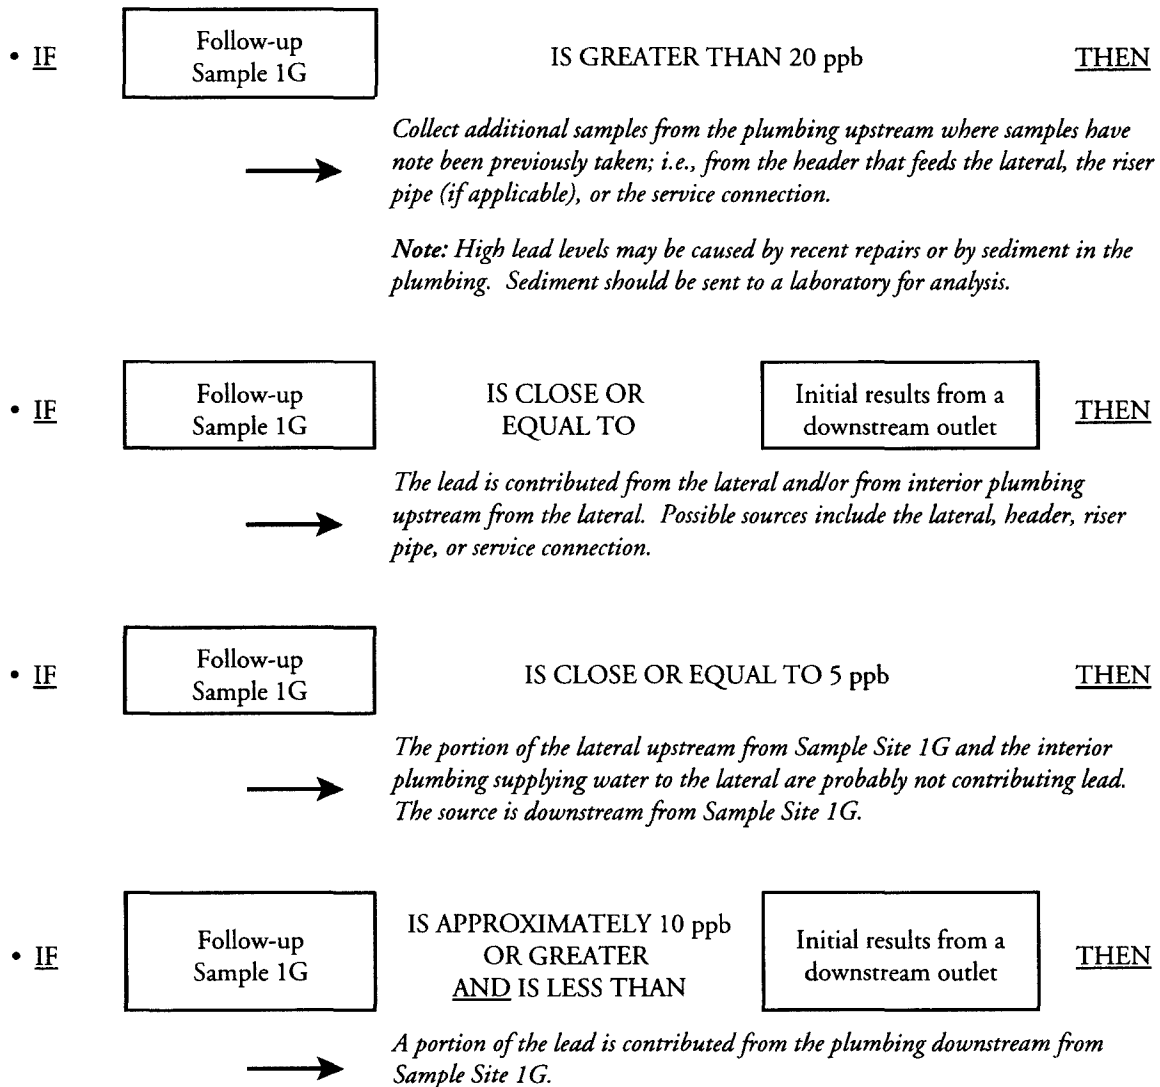 • IF Follow-up Sample 1G IS GREATER THAN 20 ppb THEN
Collect additional samples from the plumbing upstream where samples have
note been previously taken; i.e., from the header that feeds the lateral, the riser
pipe (if applicable), or the service connection.
Note: High lead levels may be caused by recent repairs or by sediment in the
plumbing. Sediment should be sent to a laboratory for analysis.
• IF Follow-up Sample 1G IS CLOSE OR EQUAL TO Initial results from a downstream outlet THEN
The lead is contributed from the lateral and/or from interior plumbing
upstream from the lateral. Possible sources include the lateral, header, riser
pipe, or service connection.
• IF Follow-up Sample 1G IS CLOSE OR EQUAL TO 5 ppb THEN
The portion of the lateral upstream from Sample Site 1G and the interior
plumbing supplying water to the lateral are probably not contributing lead.
The source is downstream from Sample Site 1G.
• IF Follow-up Sample 1G IS APPROXIMATELY 10 ppb OR GREATER AND IS LESS THAN Initial results from a downstream outlet THEN
A portion of the lead is contributed from the plumbing downstream from
Sample Site 1G.